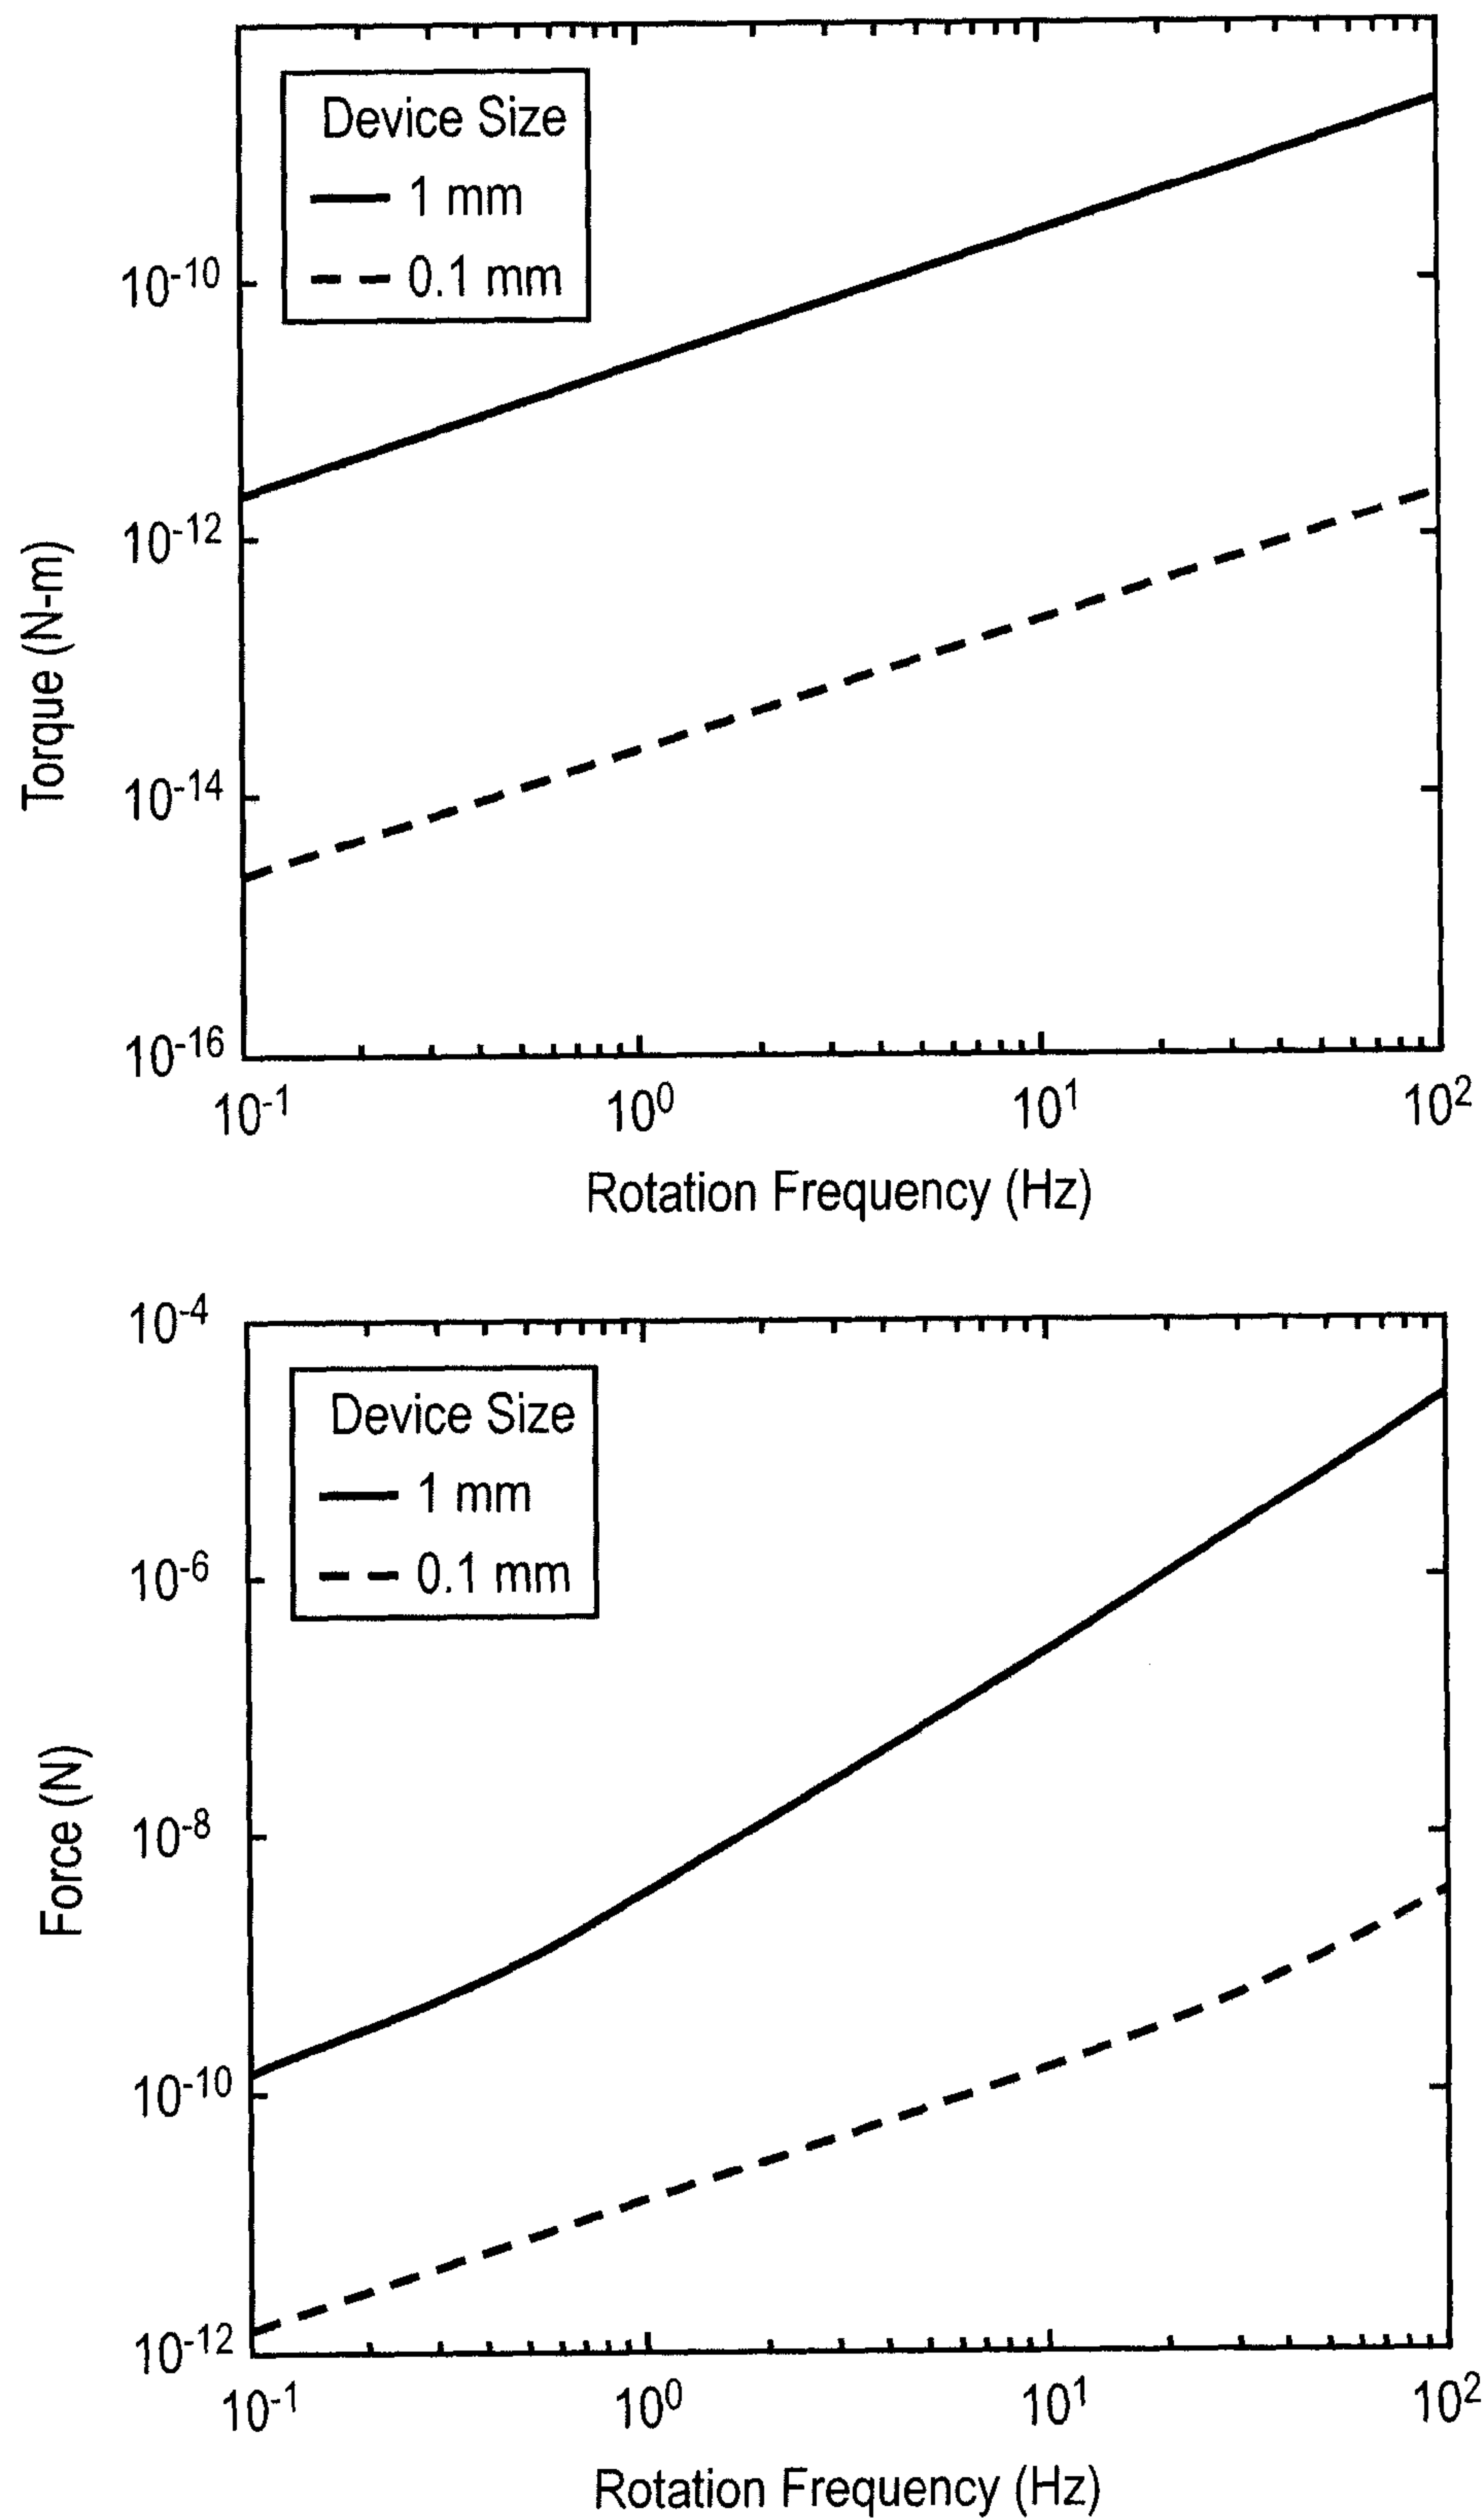 Device Size
1 mm
0.1 mm
10-10
10-12
10-14
10-16
Torque (N-m)
10-1 100 101 102
Rotation Frequency (Hz)
10-4
Device Size
1 mm
0.1 mm
10-6
10-8
10-10
10-12
Force (N)
10-1 100 101 102
Rotation Frequency (Hz)